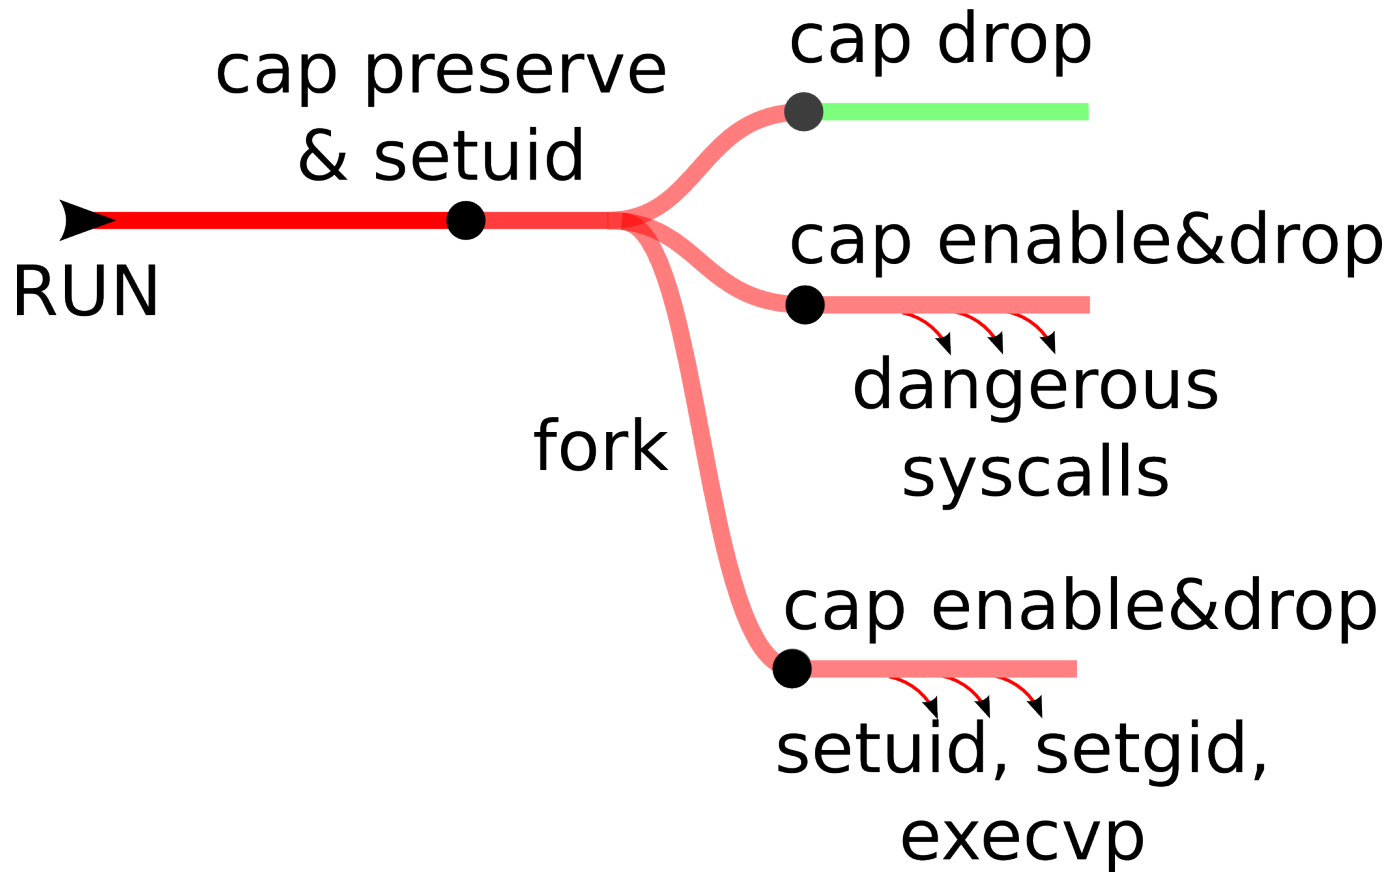 cap drop
cap preserve
& setuid
RUN
cap enable&drop
dangerous
syscalls
fork
cap enable&drop
setuid, setgid,
execvp